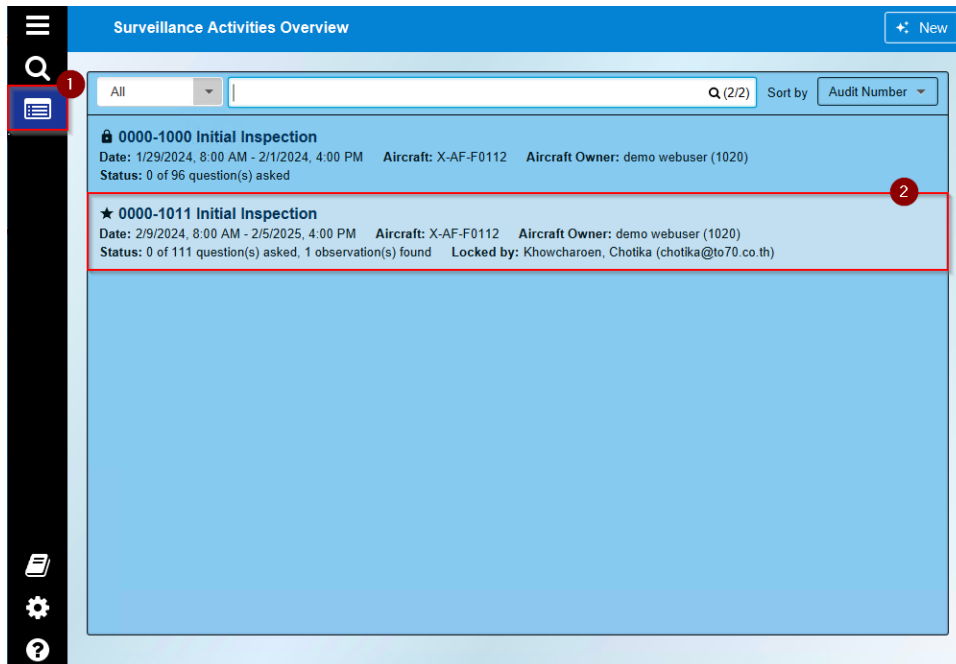 Surveillance Activities Overview
New
1
All
(2/2)
Sort by
Audit Number
0000-1000 Initial Inspection
Date: 1/29/2024, 8:00 AM - 2/1/2024, 4:00 PM Aircraft: X-AF-F0112 Aircraft Owner: demo webuser (1020)
Status: 0 of 96 question(s) asked
2
0000-1011 Initial Inspection
Date: 2/9/2024, 8:00 AM - 2/5/2025, 4:00 PM Aircraft: X-AF-F0112 Aircraft Owner: demo webuser (1020)
Status: 0 of 111 question(s) asked, 1 observation(s) found Locked by: Khowcharoen, Chotika (chotika@to70.co.th)